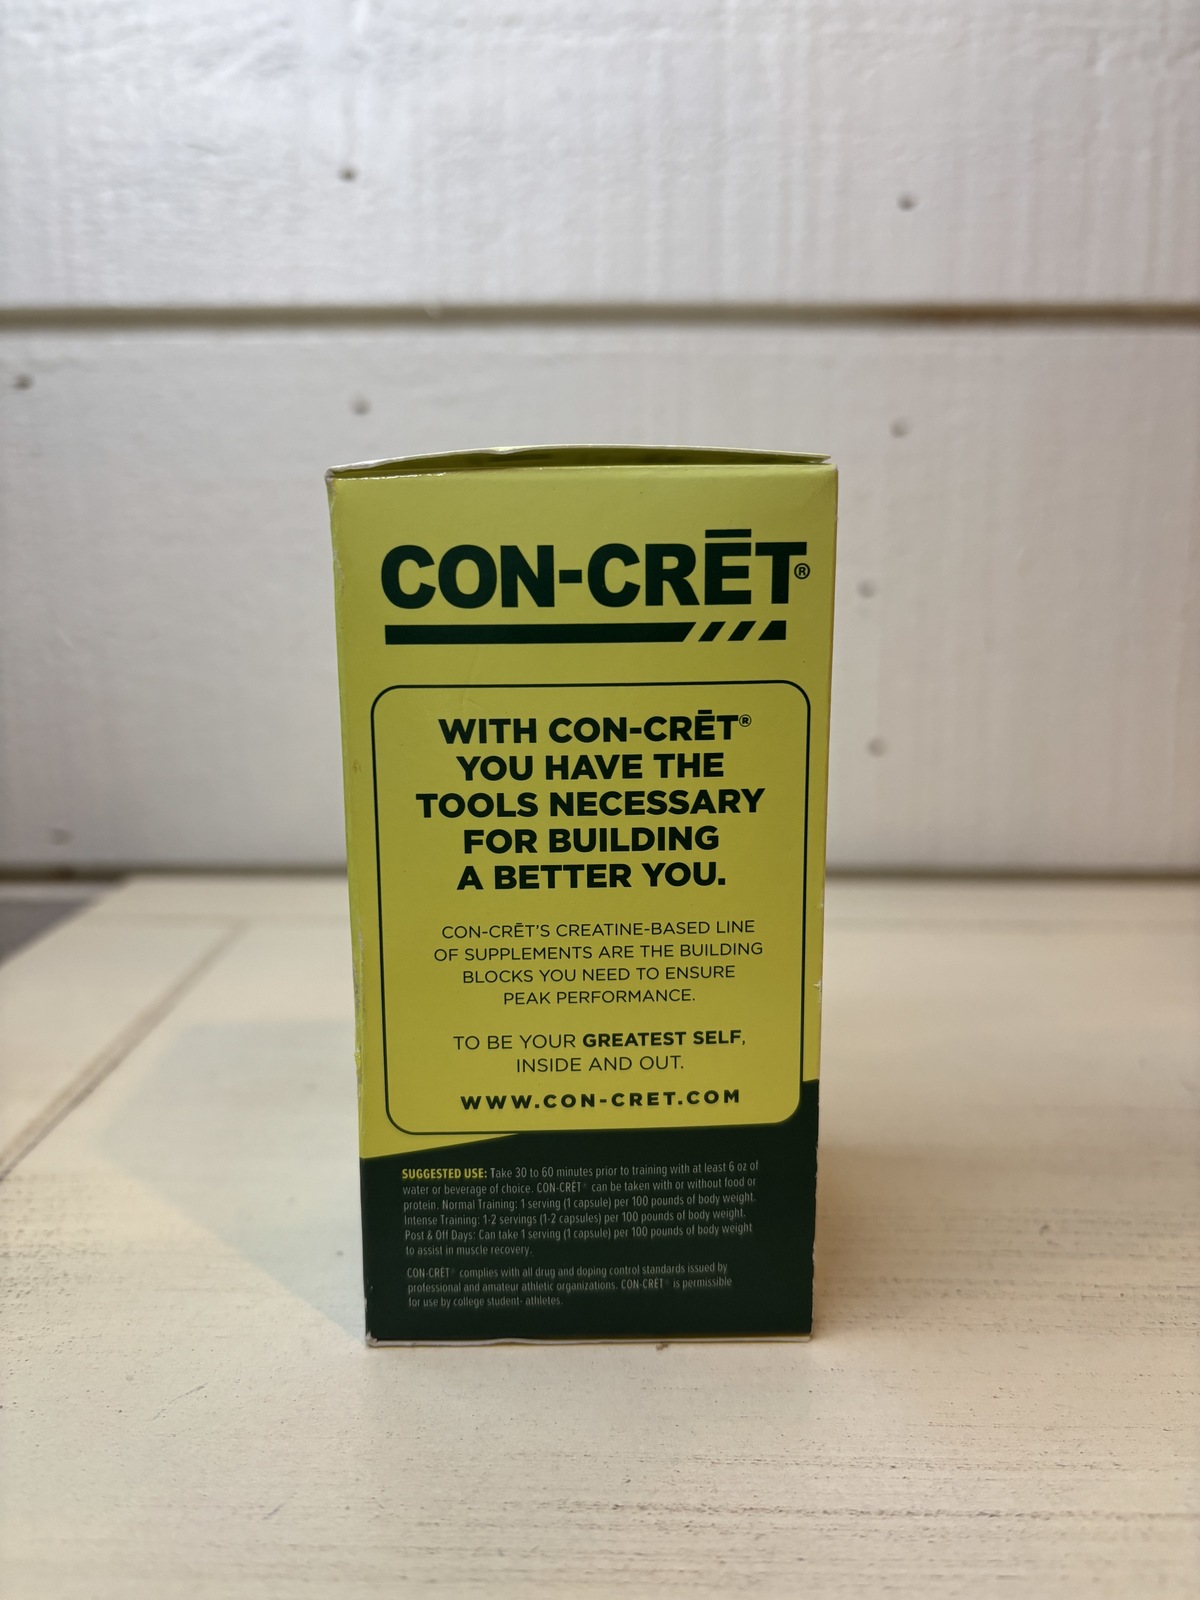 CON-CRĒT®
WITH CON-CRĒT®
YOU HAVE THE
TOOLS NECESSARY
FOR BUILDING
A BETTER YOU.
CON-CRĒT'S CREATINE-BASED LINE
OF SUPPLEMENTS ARE THE BUILDING
BLOCKS YOU NEED TO ENSURE
PEAK PERFORMANCE.
TO BE YOUR GREATEST SELF,
INSIDE AND OUT.
WWW.CON-CRET.COM
SUGGESTED USE: Take 30 to 60 minutes prior to training with at least 6 oz of
water or beverage of choice. CON-CRĒT® can be taken with or without food or
protein. Normal Training: 1 serving (1 capsule) per 100 pounds of body weight.
Intense Training: 1-2 servings (1-2 capsules) per 100 pounds of body weight.
Post & Off Days: Can take 1 serving (1 capsule) per 100 pounds of body weight
to assist in muscle recovery.
CON-CRĒT® complies with all drug and doping control standards issued by
professional and amateur athletic organizations. CON-CRĒT® is permissible
for use by college student- athletes.